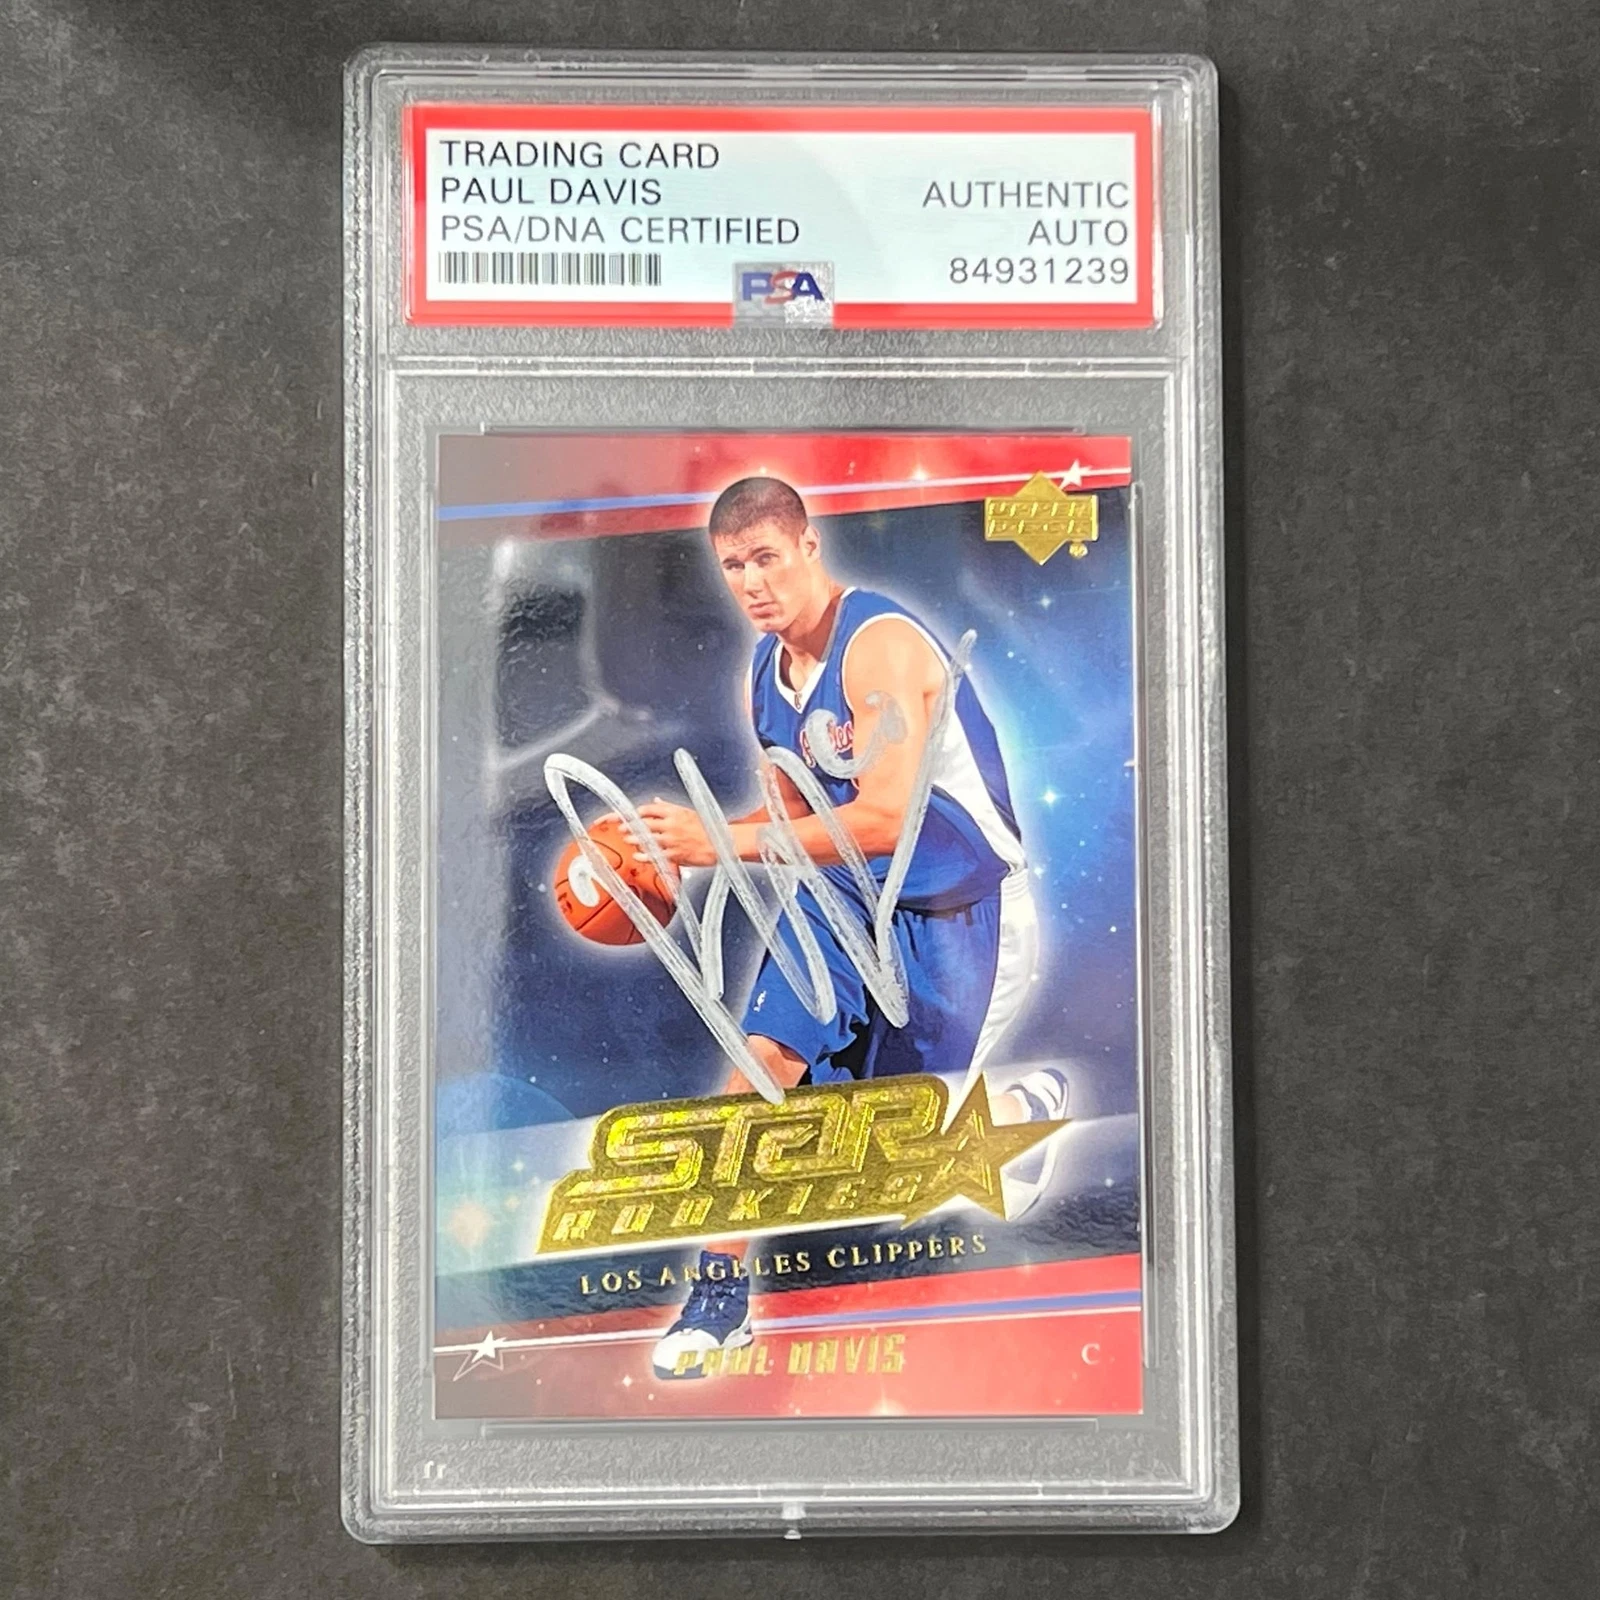 TRADING CARD
PAUL DAVIS
PSA/DNA CERTIFIED
AUTHENTIC
AUTO
84931239
PSA
UPPER
DECK
STAR
ROOKIES
LOS ANGELES CLIPPERS
PAUL DAVIS
C